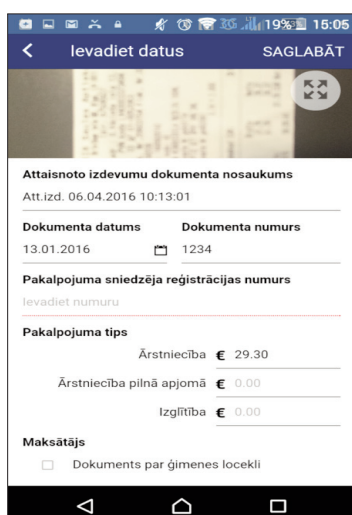 19% 15:05
Ievadiet datus SAGLABĀT
Attaisnoto izdevumu dokumenta nosaukums
Att.izd. 06.04.2016 10:13:01
Dokumenta datums Dokumenta numurs
13.01.2016 1234
Pakalpojuma sniedzēja reģistrācijas numurs
Ievadiet numuru
Pakalpojuma tips
Ārstniecība € 29.30
Ārstniecība pilnā apjomā € 0.00
Izglītība € 0.00
Maksātājs
Dokuments par ģimenes locekli